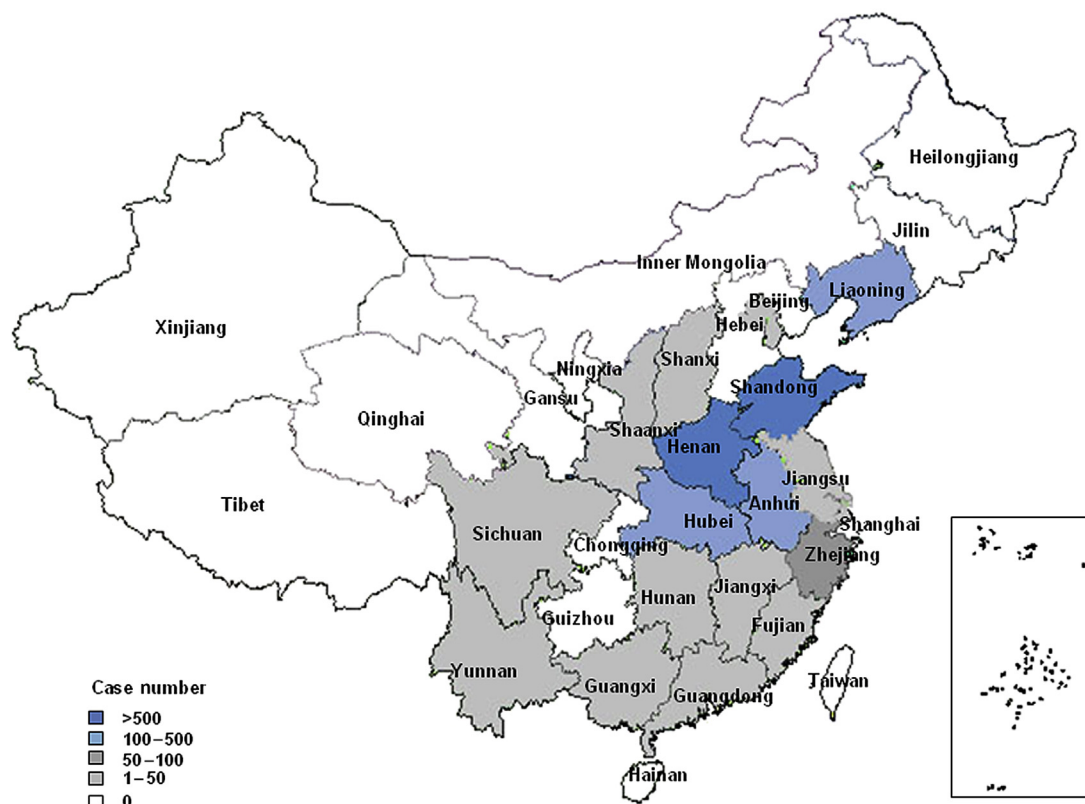 Heilongjiang
Jilin
Inner Mongolia
Liaoning
Beijing
Hebei
Xinjiang
Shanxi
Ningxia
Gansu
Shandong
Qinghai
Shaanxi
Henan
Jiangsu
Tibet
Anhui
Hubei
Shanghai
Sichuan
Chongqing
Zhejiang
Hunan
Jiangxi
Guizhou
Fujian
Yunnan
Guangxi
Guangdong
Taiwan
Hainan
Case number
>500
100–500
50–100
1–50
0